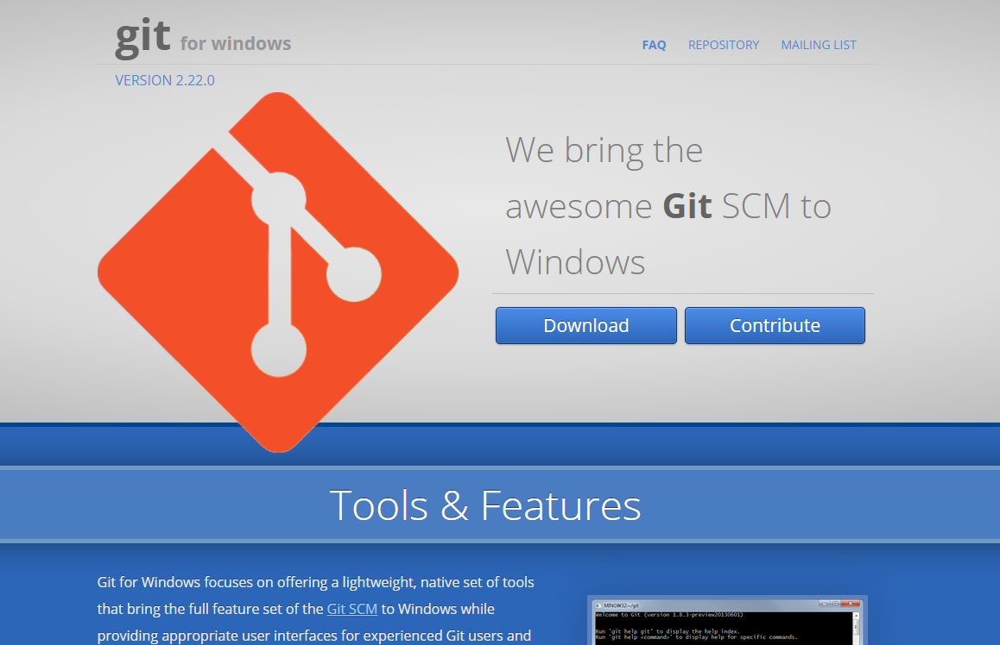 git for windows
FAQ REPOSITORY MAILING LIST
VERSION 2.22.0
We bring the
awesome Git SCM to
Windows
Download Contribute
Tools & Features
Git for Windows focuses on offering a lightweight, native set of tools
that bring the full feature set of the Git SCM to Windows while
providing appropriate user interfaces for experienced Git users and
MINGW32:~/git
Welcome to Git (version 1.8.3-preview20130601)
Run 'git help git' to display the help index.
Run 'git help <command>' to display help for specific commands.